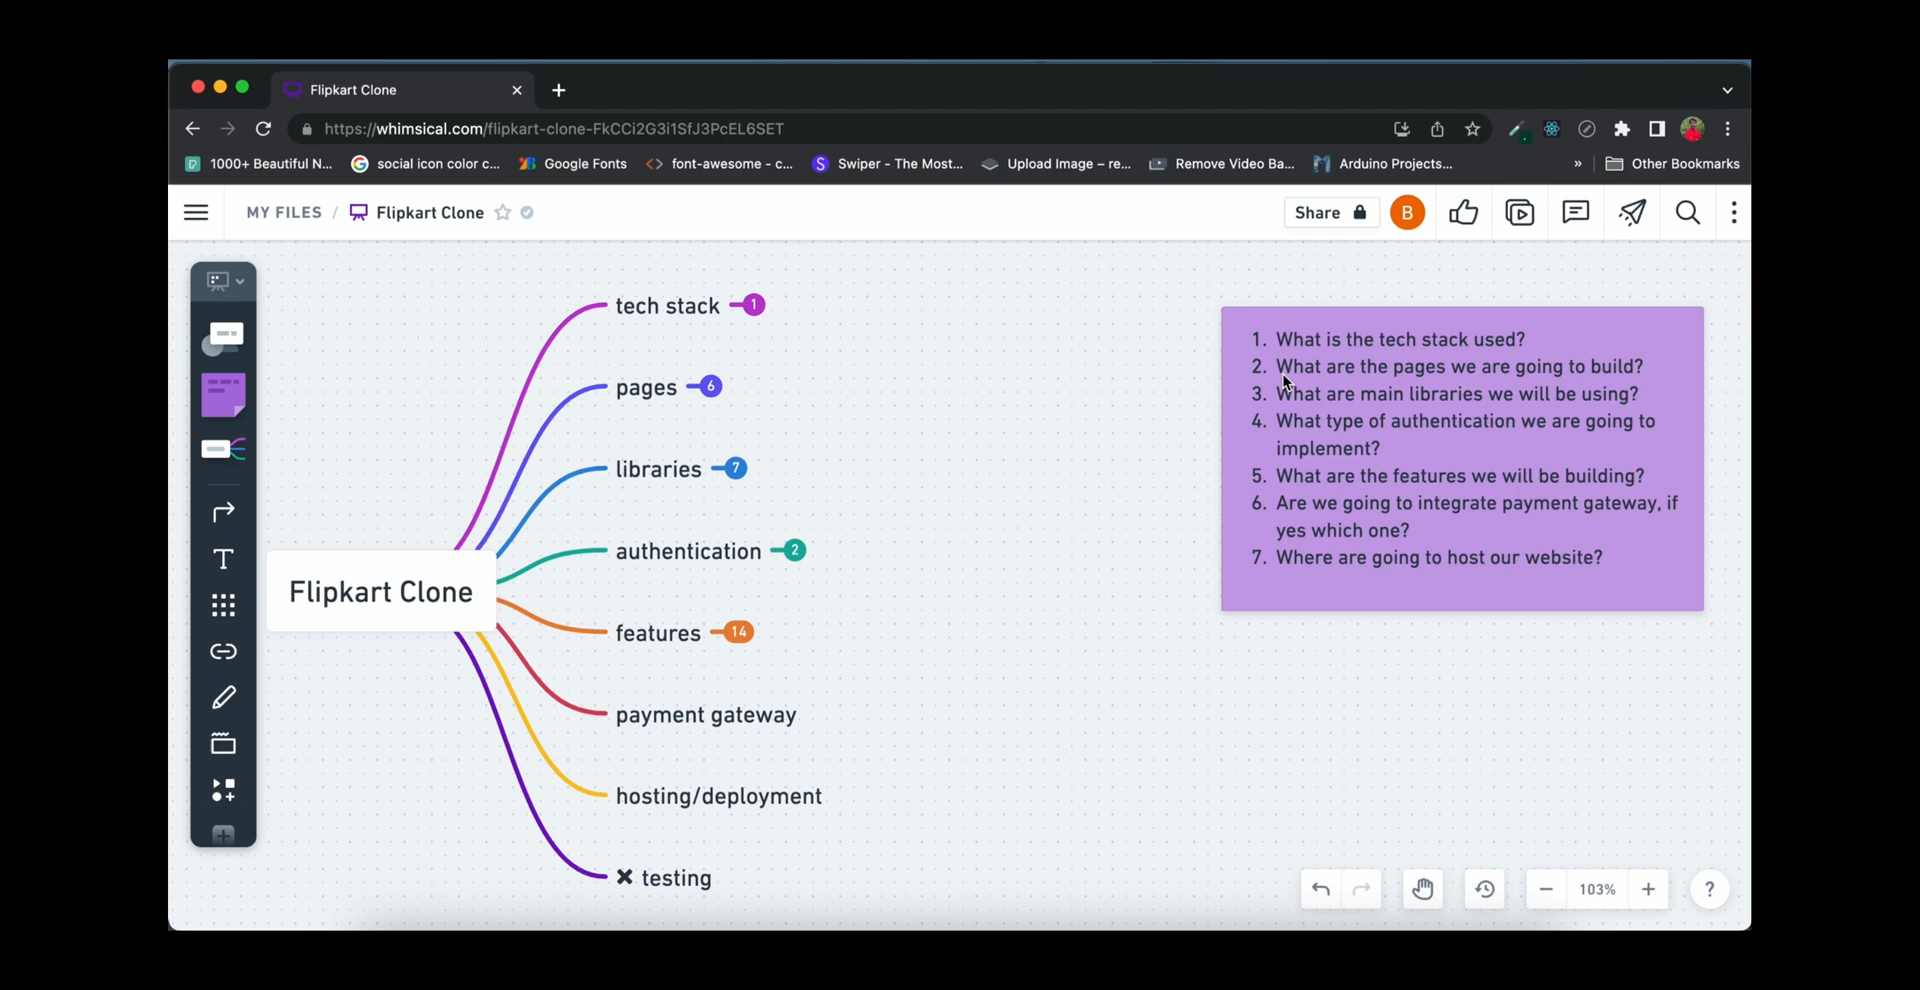 Flipkart Clone
https://whimsical.com/flipkart-clone-FkCCi2G3i1SfJ3PcEL6SET
1000+ Beautiful N... social icon color c... Google Fonts font-awesome - c... Swiper - The Most... Upload Image – re... Remove Video Ba... Arduino Projects... » Other Bookmarks
MY FILES / Flipkart Clone Share B
tech stack 1
pages 6
libraries 7
authentication 2
Flipkart Clone
features 14
payment gateway
hosting/deployment
testing
1. What is the tech stack used?
2. What are the pages we are going to build?
3. What are main libraries we will be using?
4. What type of authentication we are going to
implement?
5. What are the features we will be building?
6. Are we going to integrate payment gateway, if
yes which one?
7. Where are going to host our website?
T
103% ?